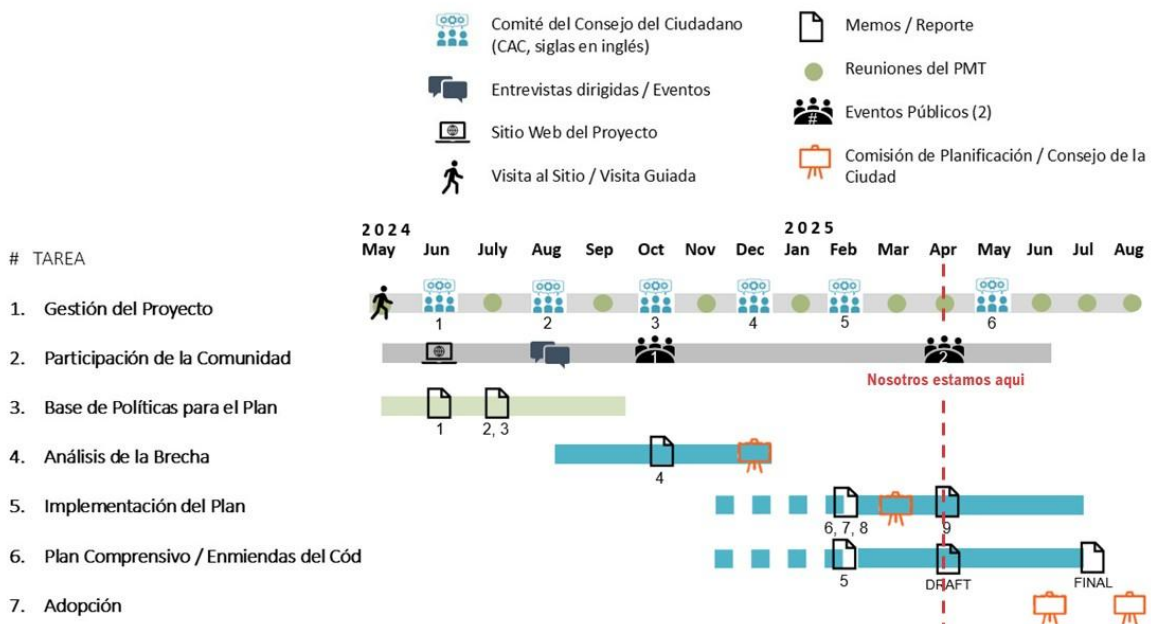 Comité del Consejo del Ciudadano
(CAC, siglas en inglés)
Entrevistas dirigidas / Eventos
Sitio Web del Proyecto
Visita al Sitio / Visita Guiada
Memos / Reporte
Reuniones del PMT
#
Eventos Públicos (2)
Comisión de Planificación / Consejo de la
Ciudad
2024 2025
May Jun July Aug Sep Oct Nov Dec Jan Feb Mar Apr May Jun Jul Aug
# TAREA
1. Gestión del Proyecto
1 2 3 4 5 6
2. Participación de la Comunidad
1 2
Nosotros estamos aqui
3. Base de Políticas para el Plan
1 2, 3
4. Análisis de la Brecha
4
5. Implementación del Plan
6, 7, 8 9
6. Plan Comprensivo / Enmiendas del Cód
5 DRAFT FINAL
7. Adopción